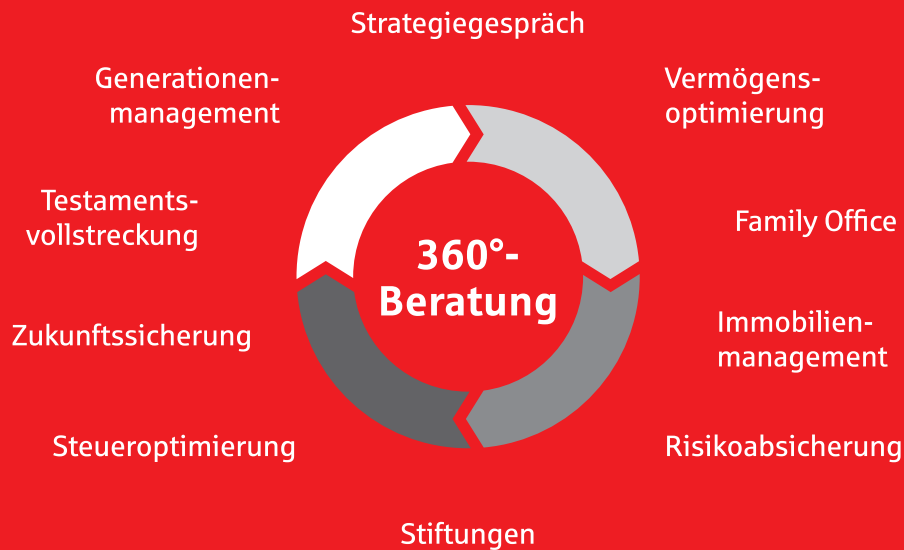 Strategiegespräch
Generationen-
management
Vermögens-
optimierung
Testaments-
vollstreckung
Family Office
360°-
Beratung
Zukunftssicherung
Immobilien-
management
Steueroptimierung
Risikoabsicherung
Stiftungen